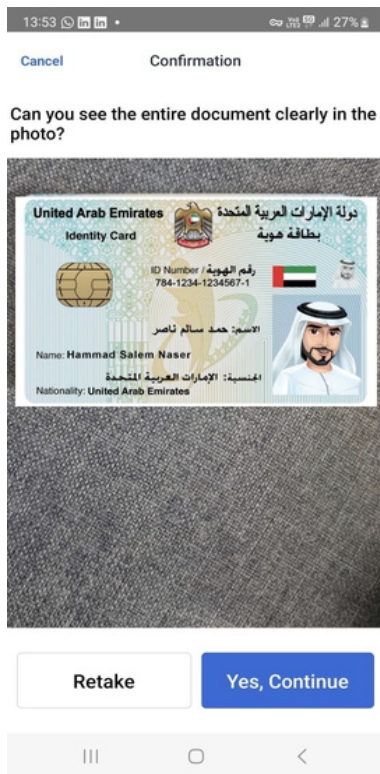 13:53
27%
Cancel
Confirmation
Can you see the entire document clearly in the
photo?
United Arab Emirates
دولة الإمارات العربية المتحدة
Identity Card
بطاقة هوية
ID Number / رقم الهوية
784-1234-1234567-1
الاسم: حمد سالم ناصر
Name: Hammad Salem Naser
الجنسية: الإمارات العربية المتحدة
Nationality: United Arab Emirates
Retake
Yes, Continue